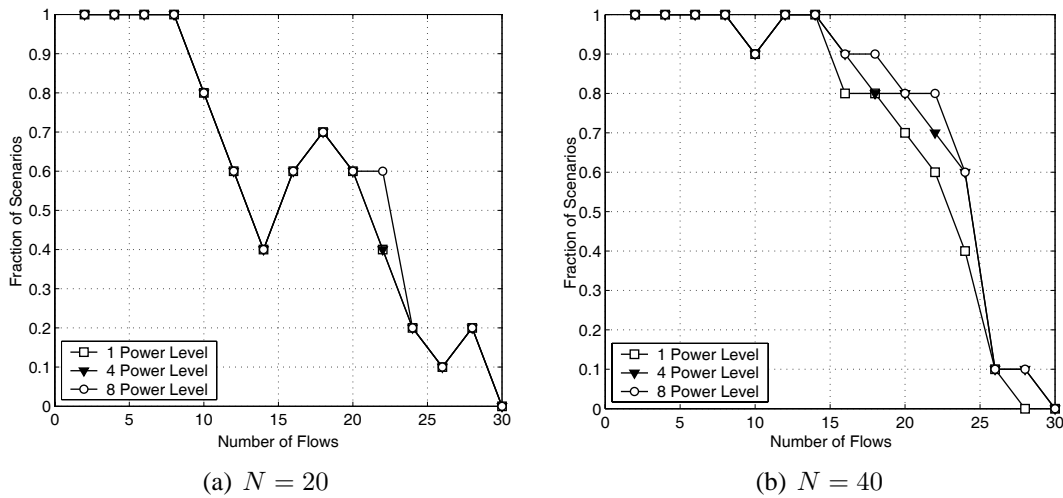 1
0.9
0.8
0.7
0.6
0.5
0.4
0.3
0.2
0.1
0
Fraction of Scenarios
1 Power Level
4 Power Level
8 Power Level
0 5 10 15 20 25 30
Number of Flows
(a) N = 20
1
0.9
0.8
0.7
0.6
0.5
0.4
0.3
0.2
0.1
0
Fraction of Scenarios
1 Power Level
4 Power Level
8 Power Level
0 5 10 15 20 25 30
Number of Flows
(b) N = 40